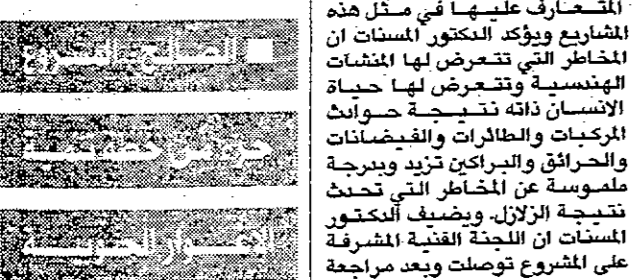 المتعارف عليها في مثل هذه
المشاريع ويؤكد الدكتور المسنات ان
المخاطر التي تتعرض لها المنشآت
الهندسية وتتعرض لها حياة
الانسان ذاته نتيجة حوادث
المركبات والطائرات والفيضانات
والحرائق والبراكين تزيد وبدرجة
ملموسة عن المخاطر التي تحدث
نتيجة الزلازل. ويضيف الدكتور
المسنات ان اللجنة الفنية المشرفة
على المشروع توصلت وبعد مراجعة